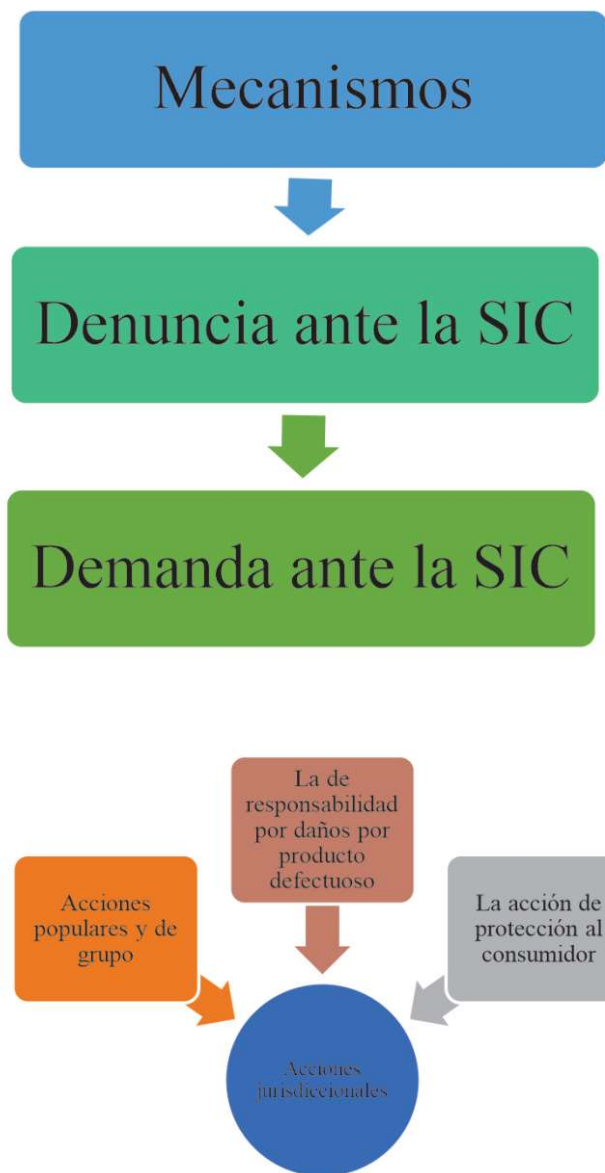 Mecanismos
Denuncia ante la SIC
Demanda ante la SIC
La de
responsabilidad
por daños por
producto
defectuoso
Acciones
populares y de
grupo
La acción de
protección al
consumidor
Acciones
jurisdiccionales